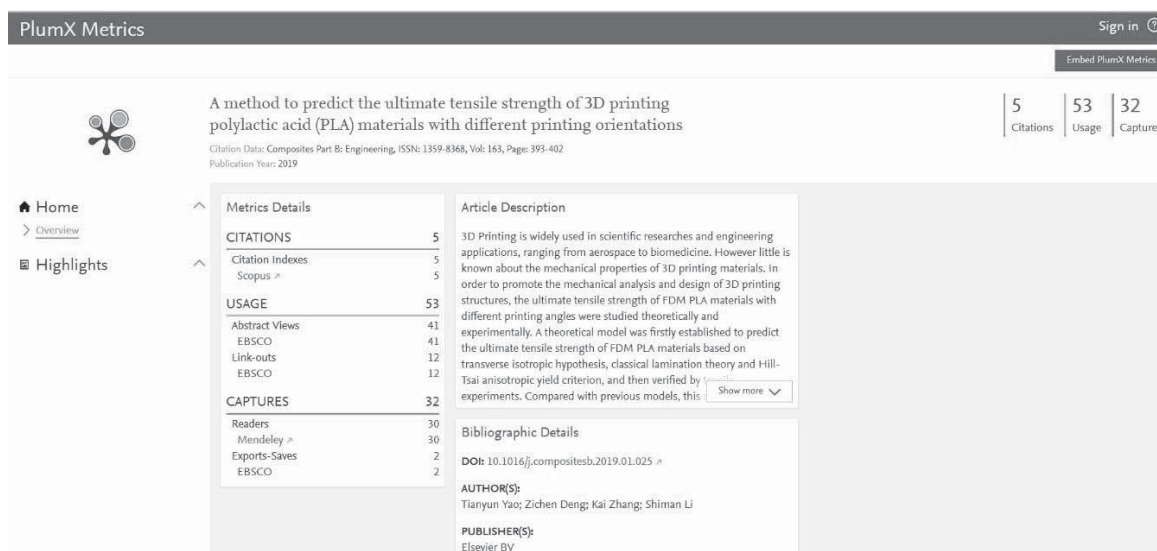 PlumX Metrics
Sign in
Embed PlumX Metrics
A method to predict the ultimate tensile strength of 3D printing
polylactic acid (PLA) materials with different printing orientations
Citation Data: Composites Part B: Engineering, ISSN: 1359-8368, Vol: 163, Page: 393-402
Publication Year: 2019
5 Citations
53 Usage
32 Capture
Home
Overview
Highlights
Metrics Details
CITATIONS 5
Citation Indexes 5
Scopus 5
USAGE 53
Abstract Views 41
EBSCO 41
Link-outs 12
EBSCO 12
CAPTURES 32
Readers 30
Mendeley 30
Exports-Saves 2
EBSCO 2
Article Description
3D Printing is widely used in scientific researches and engineering
applications, ranging from aerospace to biomedicine. However little is
known about the mechanical properties of 3D printing materials. In
order to promote the mechanical analysis and design of 3D printing
structures, the ultimate tensile strength of FDM PLA materials with
different printing angles were studied theoretically and
experimentally. A theoretical model was firstly established to predict
the ultimate tensile strength of FDM PLA materials based on
transverse isotropic hypothesis, classical lamination theory and Hill-
Tsai anisotropic yield criterion, and then verified by
experiments. Compared with previous models, this
Show more
Bibliographic Details
DOI: 10.1016/j.compositesb.2019.01.025
AUTHOR(S):
Tianyun Yao; Zichen Deng; Kai Zhang; Shiman Li
PUBLISHER(S):
Elsevier BV